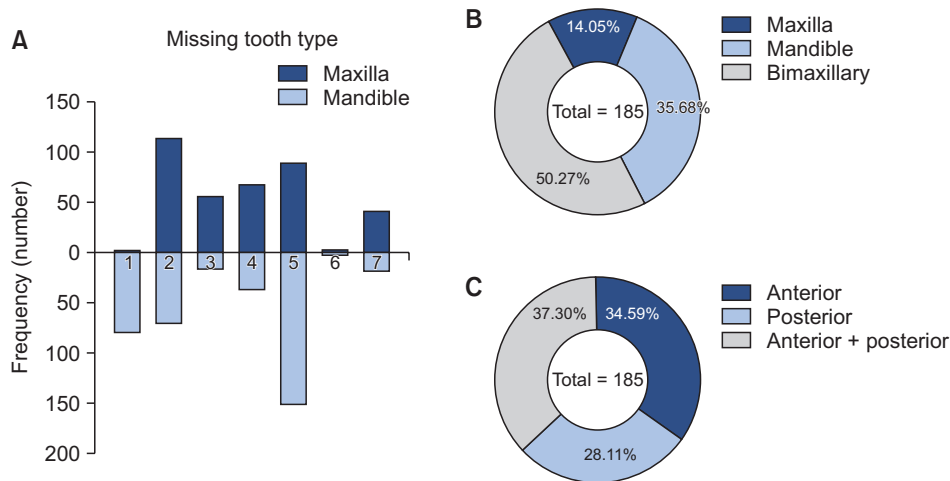 A
Missing tooth type
Maxilla
Mandible
Frequency (number)
150
100
50
0
50
100
150
200
1 2 3 4 5 6 7
B
14.05%
35.68%
50.27%
Total = 185
Maxilla
Mandible
Bimaxillary
C
37.30%
34.59%
28.11%
Total = 185
Anterior
Posterior
Anterior + posterior